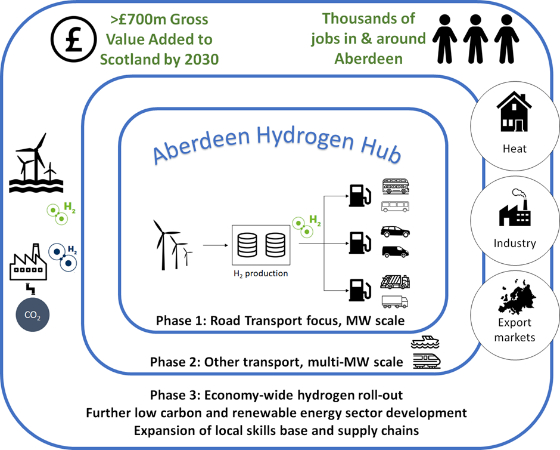 >£700m Gross
Value Added to
Scotland by 2030
£
Thousands of
jobs in & around
Aberdeen
Aberdeen Hydrogen Hub
Heat
H2
H2
H2
H₂ production
Industry
CO2
Export
markets
Phase 1: Road Transport focus, MW scale
Phase 2: Other transport, multi-MW scale
Phase 3: Economy-wide hydrogen roll-out
Further low carbon and renewable energy sector development
Expansion of local skills base and supply chains